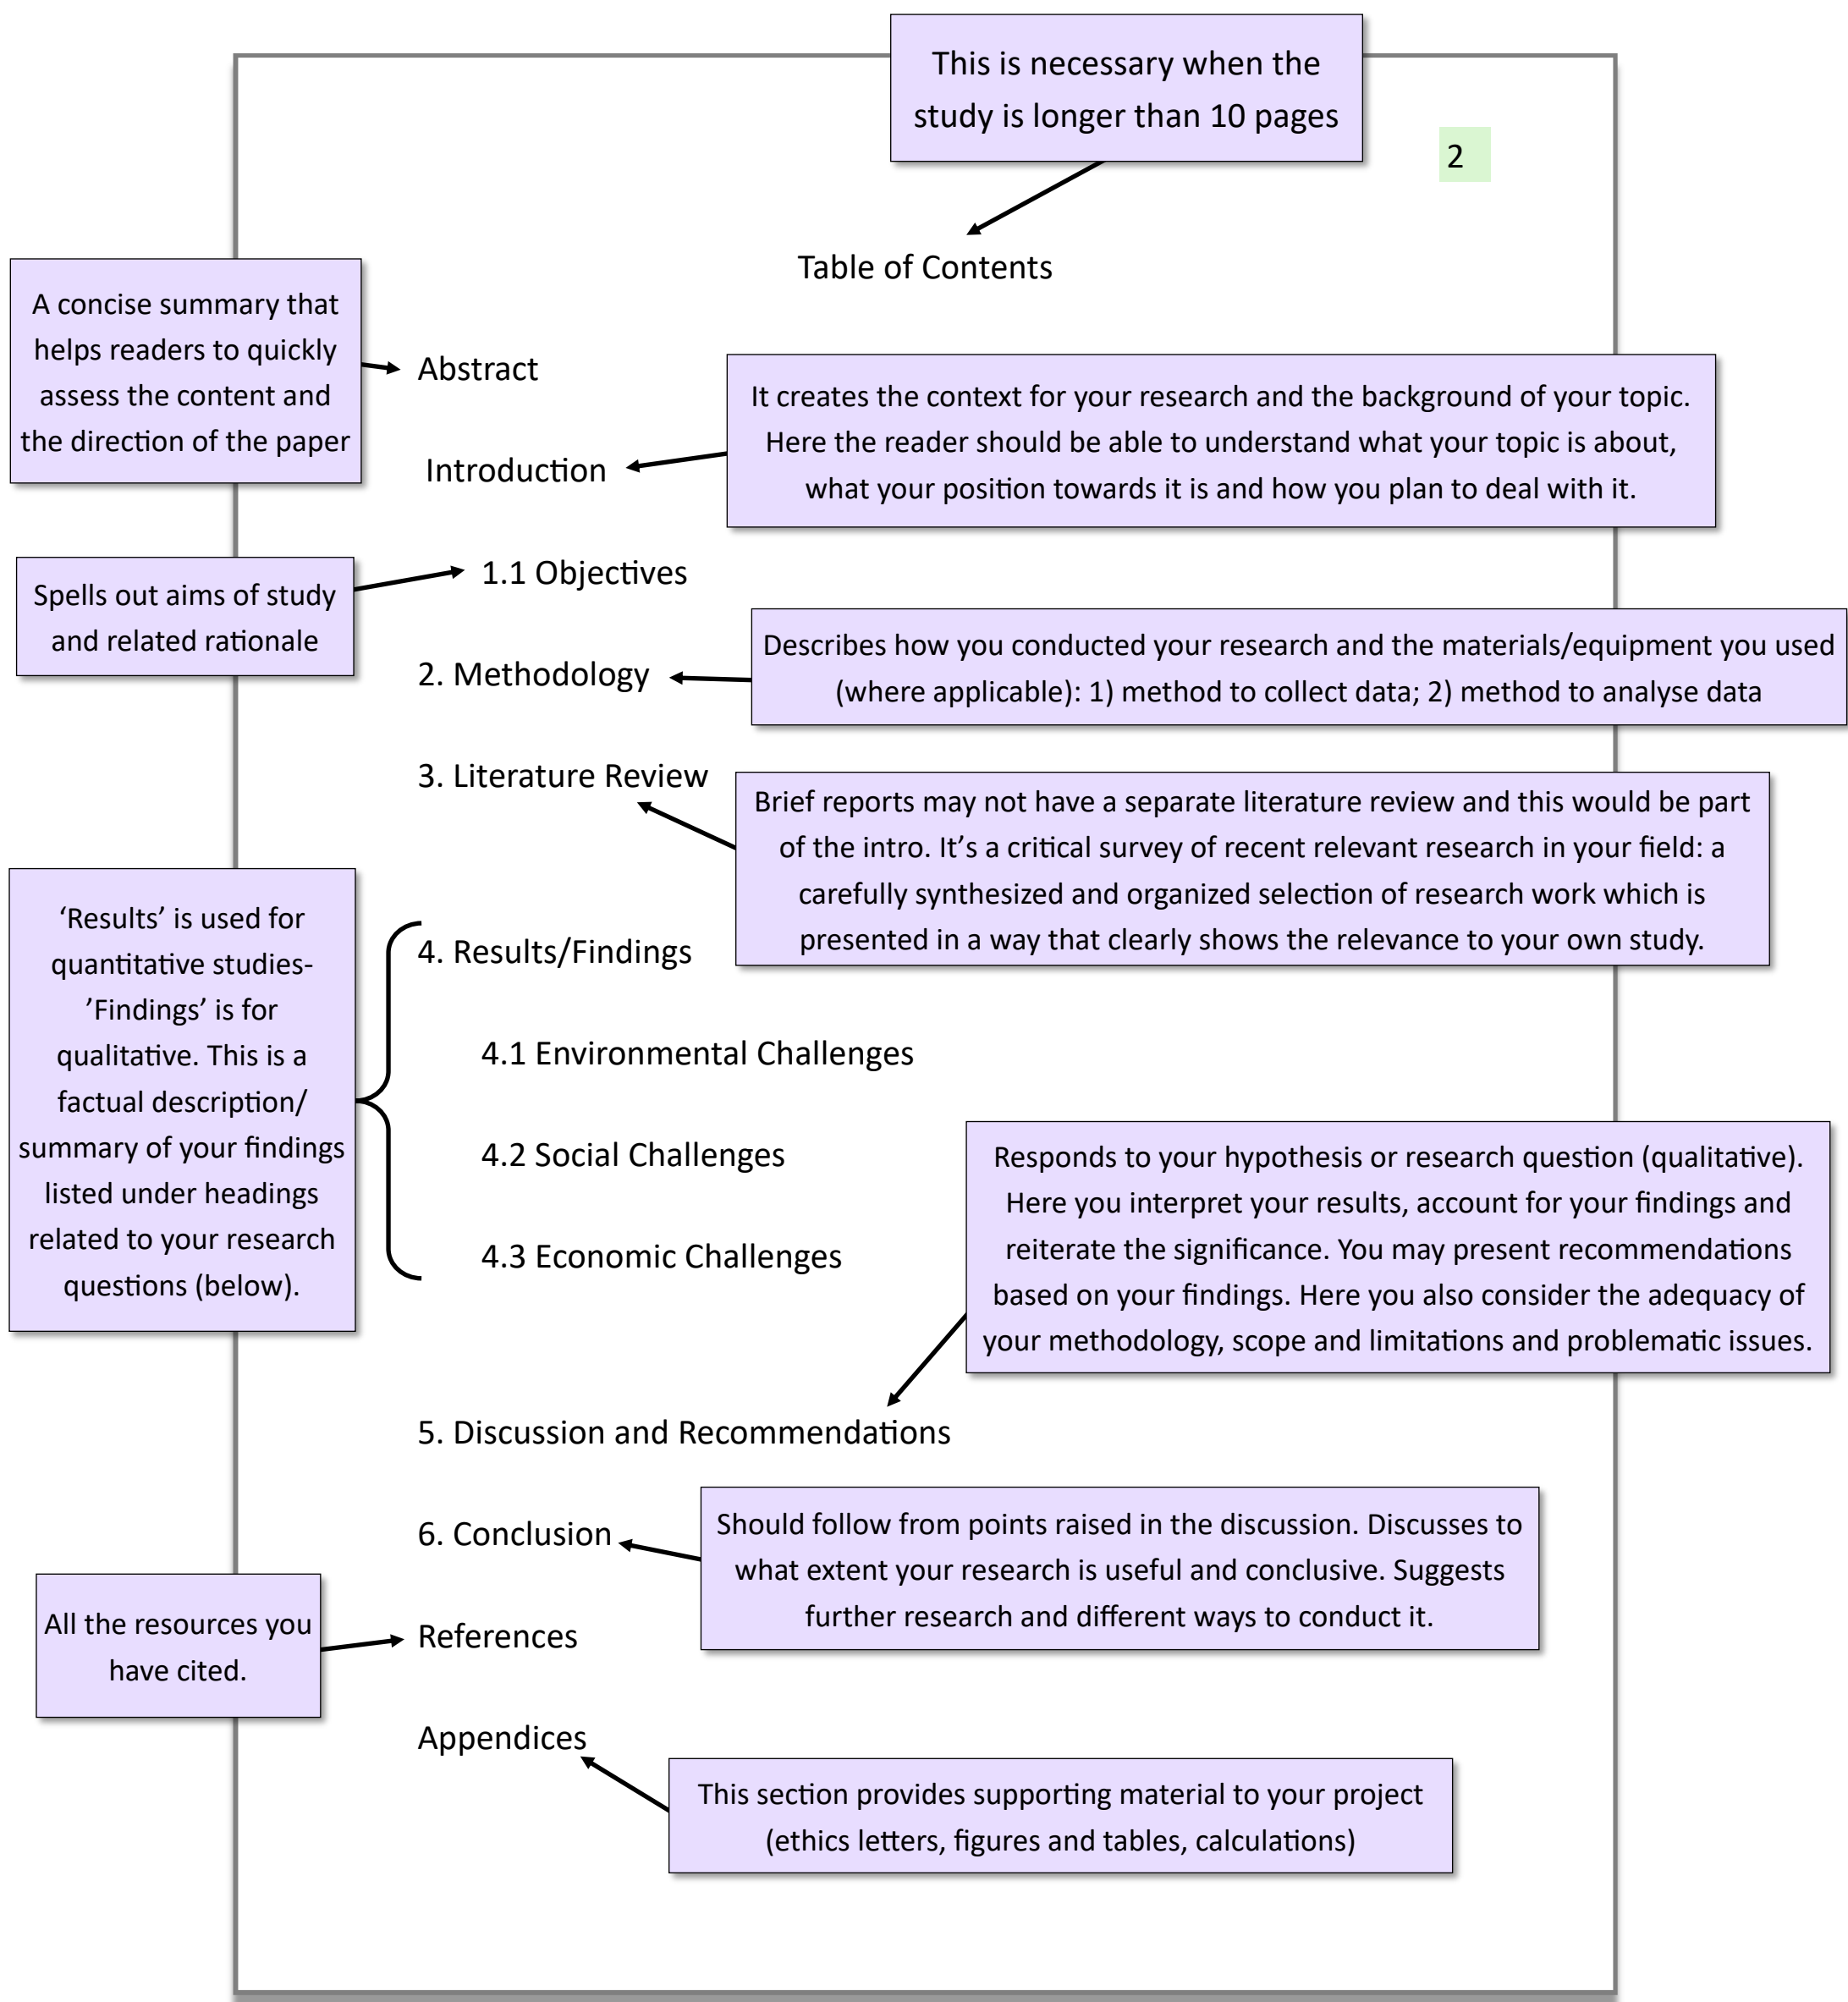 This is necessary when the
study is longer than 10 pages
2
Table of Contents
A concise summary that
helps readers to quickly
assess the content and
the direction of the paper
Abstract
It creates the context for your research and the background of your topic.
Here the reader should be able to understand what your topic is about,
what your position towards it is and how you plan to deal with it.
Introduction
Spells out aims of study
and related rationale
1.1 Objectives
Describes how you conducted your research and the materials/equipment you used
(where applicable): 1) method to collect data; 2) method to analyse data
2. Methodology
3. Literature Review
Brief reports may not have a separate literature review and this would be part
of the intro. It’s a critical survey of recent relevant research in your field: a
carefully synthesized and organized selection of research work which is
presented in a way that clearly shows the relevance to your own study.
‘Results’ is used for
quantitative studies-
’Findings’ is for
qualitative. This is a
factual description/
summary of your findings
listed under headings
related to your research
questions (below).
4. Results/Findings
4.1 Environmental Challenges
4.2 Social Challenges
4.3 Economic Challenges
Responds to your hypothesis or research question (qualitative).
Here you interpret your results, account for your findings and
reiterate the significance. You may present recommendations
based on your findings. Here you also consider the adequacy of
your methodology, scope and limitations and problematic issues.
5. Discussion and Recommendations
6. Conclusion
Should follow from points raised in the discussion. Discusses to
what extent your research is useful and conclusive. Suggests
further research and different ways to conduct it.
All the resources you
have cited.
References
Appendices
This section provides supporting material to your project
(ethics letters, figures and tables, calculations)